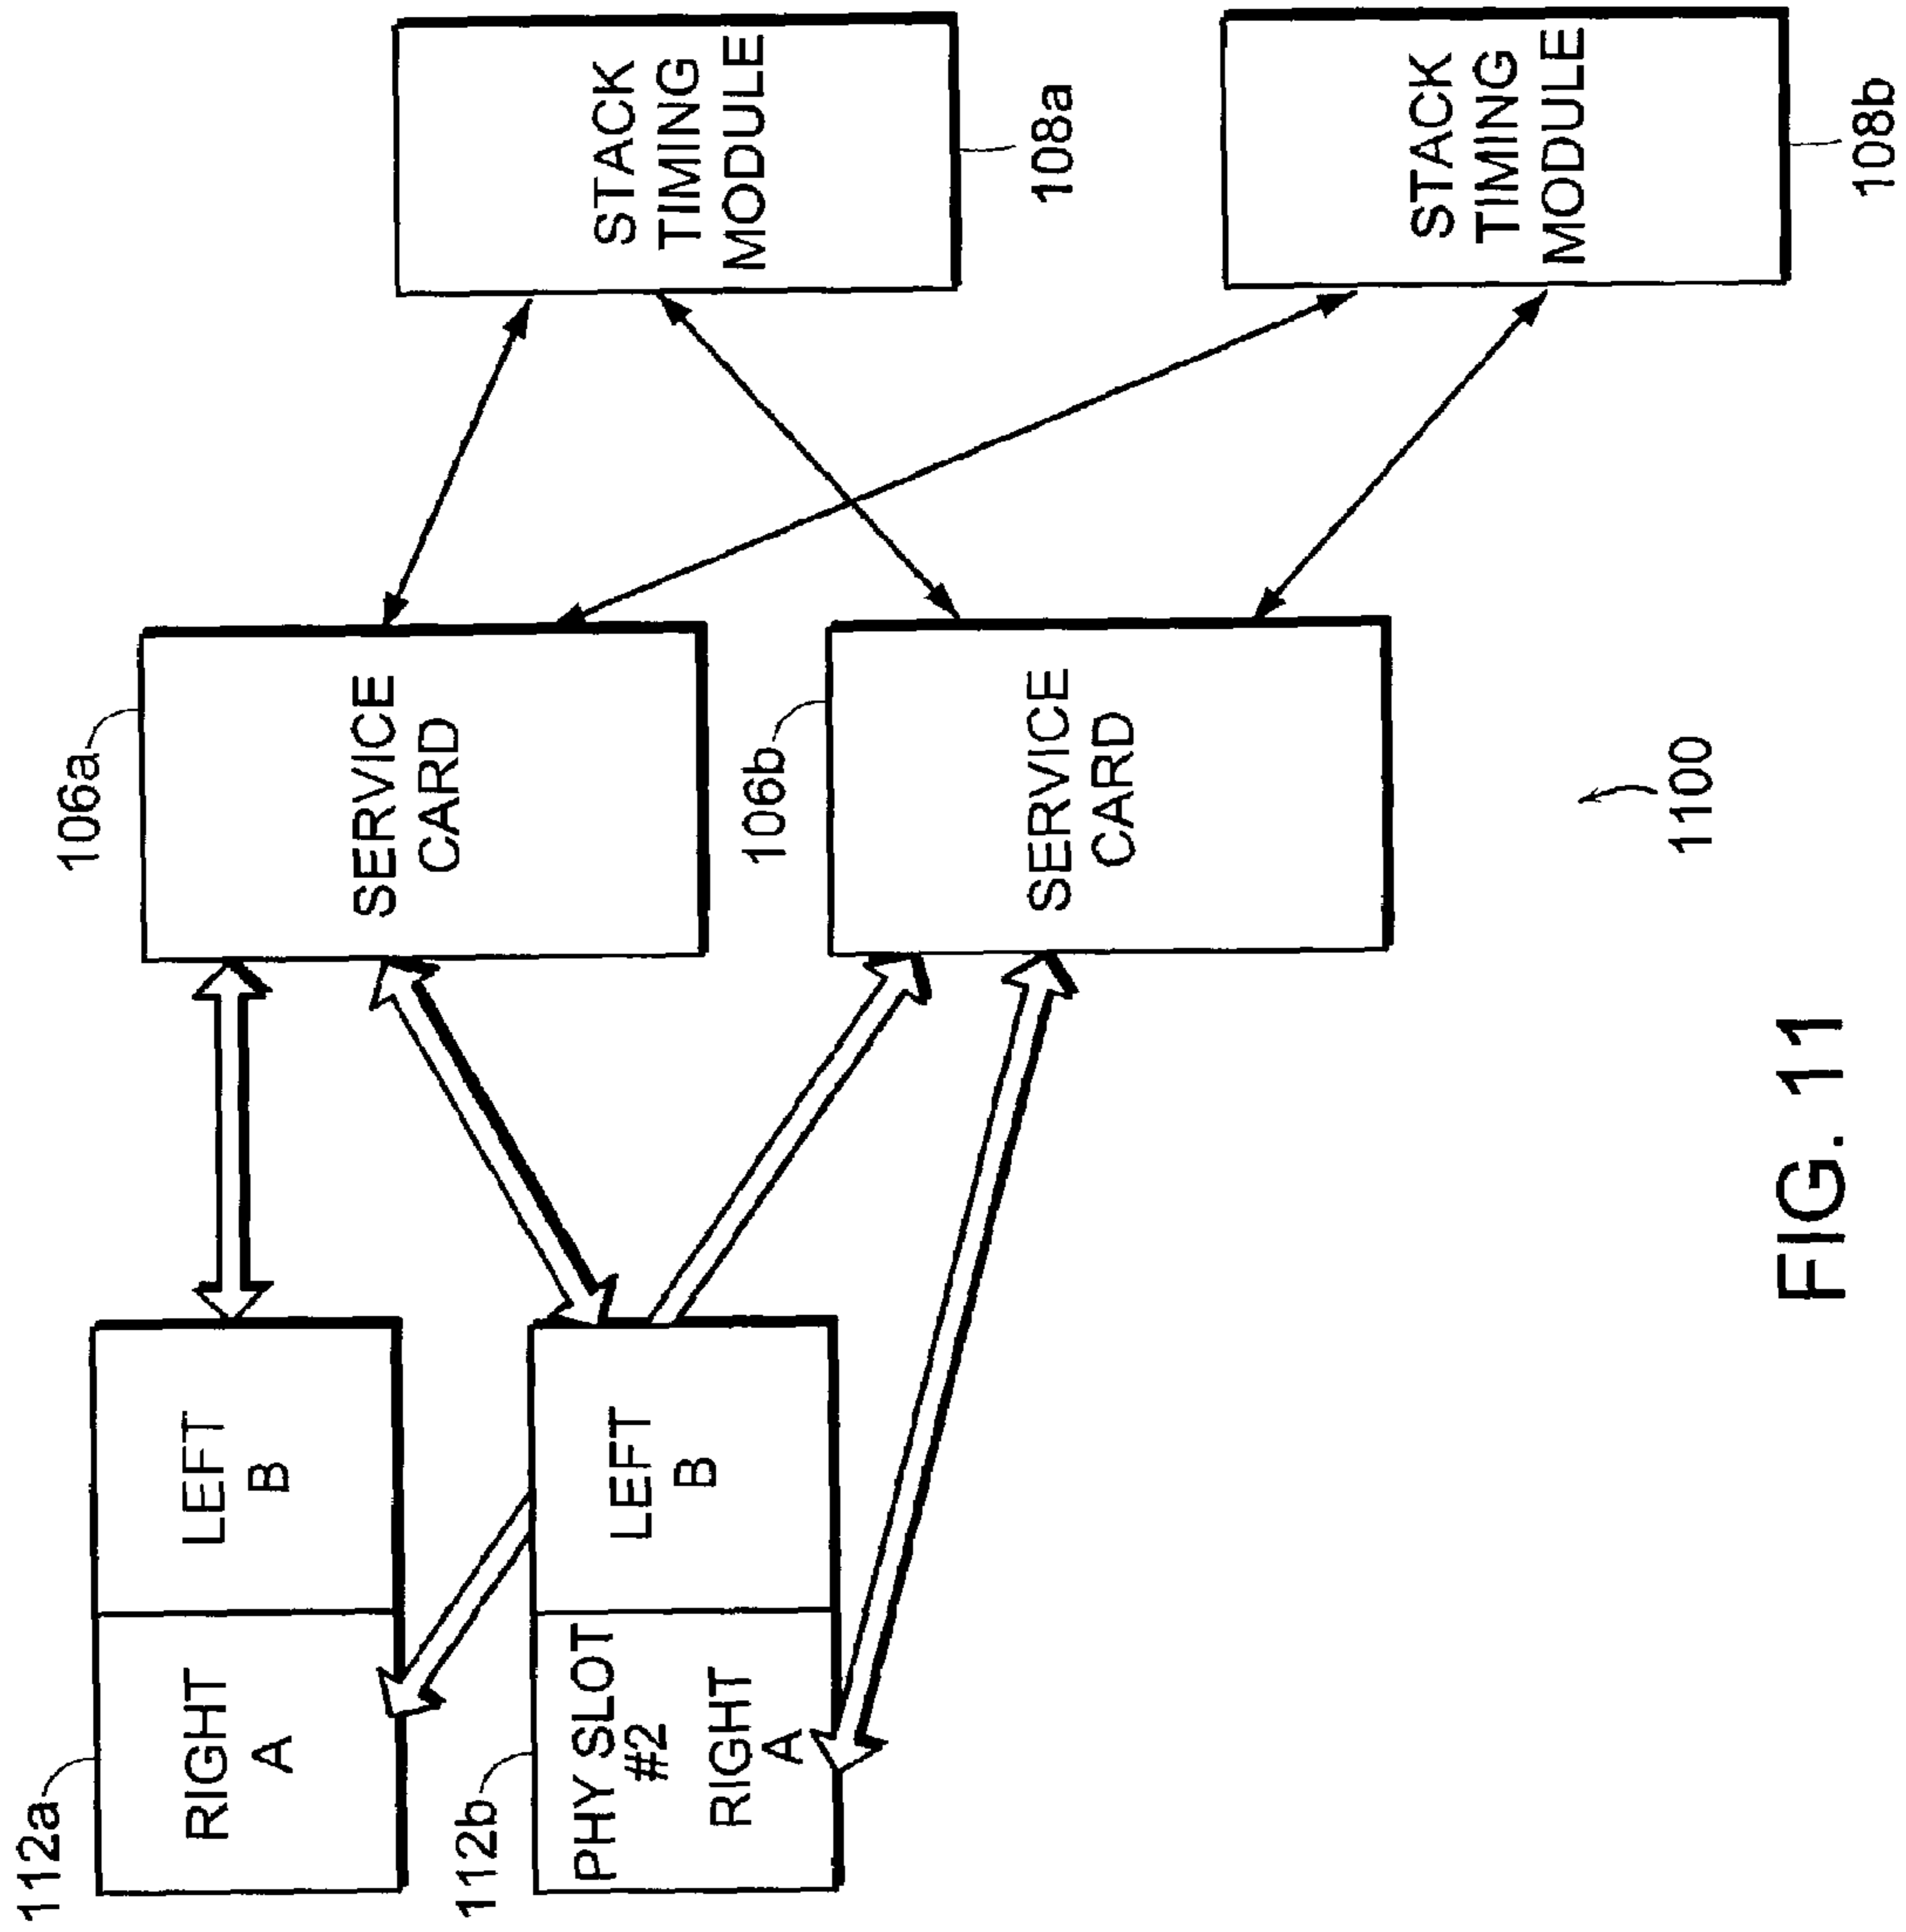 112a
RIGHT
A
LEFT
B
106a
SERVICE
CARD
STACK
TIMING
MODULE
108a
112b
PHY SLOT
#2
RIGHT
A
LEFT
B
106b
SERVICE
CARD
STACK
TIMING
MODULE
108b
1100
FIG. 11